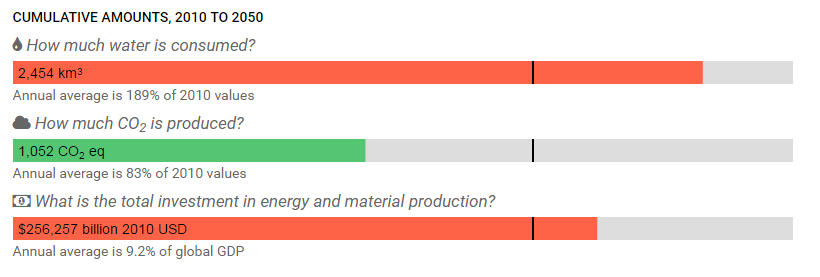 CUMULATIVE AMOUNTS, 2010 TO 2050
How much water is consumed?
2,454 km³
Annual average is 189% of 2010 values
How much CO₂ is produced?
1,052 CO₂ eq
Annual average is 83% of 2010 values
What is the total investment in energy and material production?
$256,257 billion 2010 USD
Annual average is 9.2% of global GDP